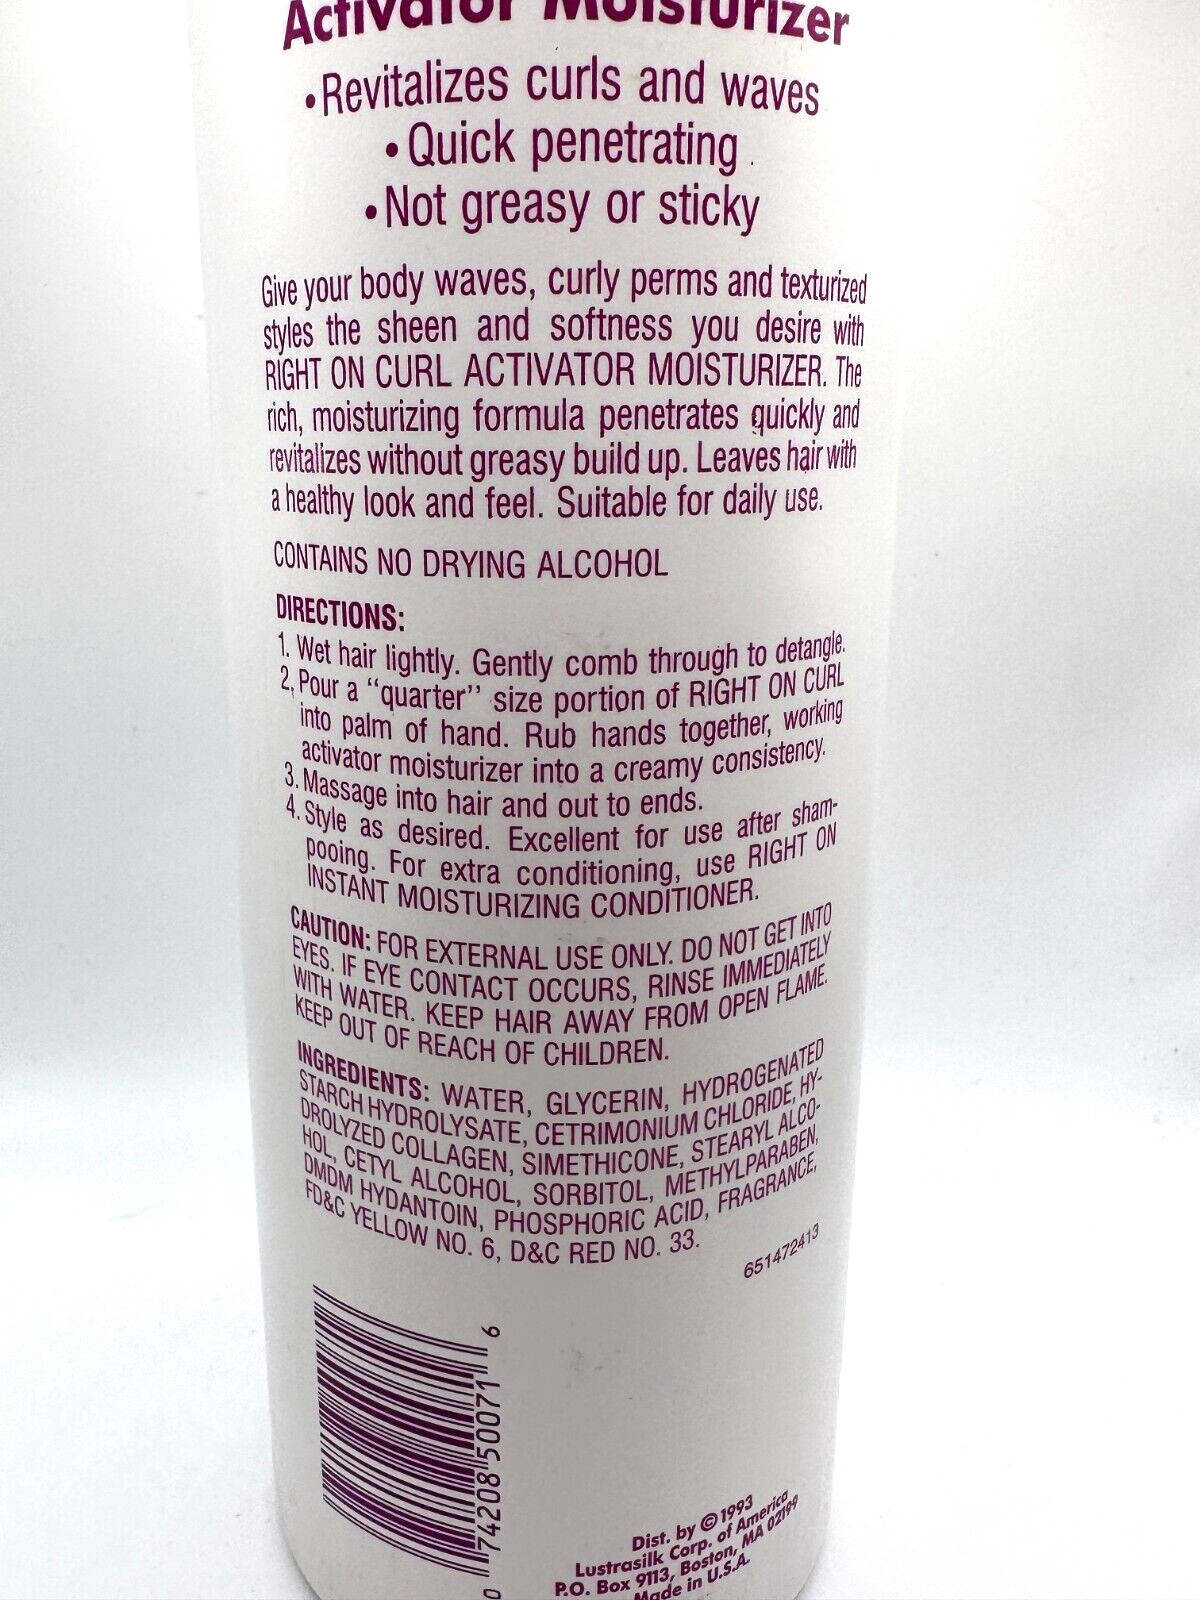 Activator Moisturizer
•Revitalizes curls and waves
•Quick penetrating
•Not greasy or sticky
Give your body waves, curly perms and texturized
styles the sheen and softness you desire with
RIGHT ON CURL ACTIVATOR MOISTURIZER. The
rich, moisturizing formula penetrates quickly and
revitalizes without greasy build up. Leaves hair with
a healthy look and feel. Suitable for daily use.
CONTAINS NO DRYING ALCOHOL
DIRECTIONS:
1. Wet hair lightly. Gently comb through to detangle.
2. Pour a "quarter" size portion of RIGHT ON CURL
into palm of hand. Rub hands together, working
activator moisturizer into a creamy consistency.
3. Massage into hair and out to ends.
4. Style as desired. Excellent for use after sham-
pooing. For extra conditioning, use RIGHT ON
INSTANT MOISTURIZING CONDITIONER.
CAUTION: FOR EXTERNAL USE ONLY. DO NOT GET INTO
EYES. IF EYE CONTACT OCCURS, RINSE IMMEDIATELY
WITH WATER. KEEP HAIR AWAY FROM OPEN FLAME.
KEEP OUT OF REACH OF CHILDREN.
INGREDIENTS: WATER, GLYCERIN, HYDROGENATED
STARCH HYDROLYSATE, CETRIMONIUM CHLORIDE, HY-
DROLYZED COLLAGEN, SIMETHICONE, STEARYL ALCO-
HOL, CETYL ALCOHOL, SORBITOL, METHYLPARABEN,
DMDM HYDANTOIN, PHOSPHORIC ACID, FRAGRANCE,
FD&C YELLOW NO. 6, D&C RED NO. 33.
651472413
0 74208 50071 6
Dist. by ©1993
Lustrasilk Corp. of America
P.O. Box 9113, Boston, MA 02199
Made in U.S.A.